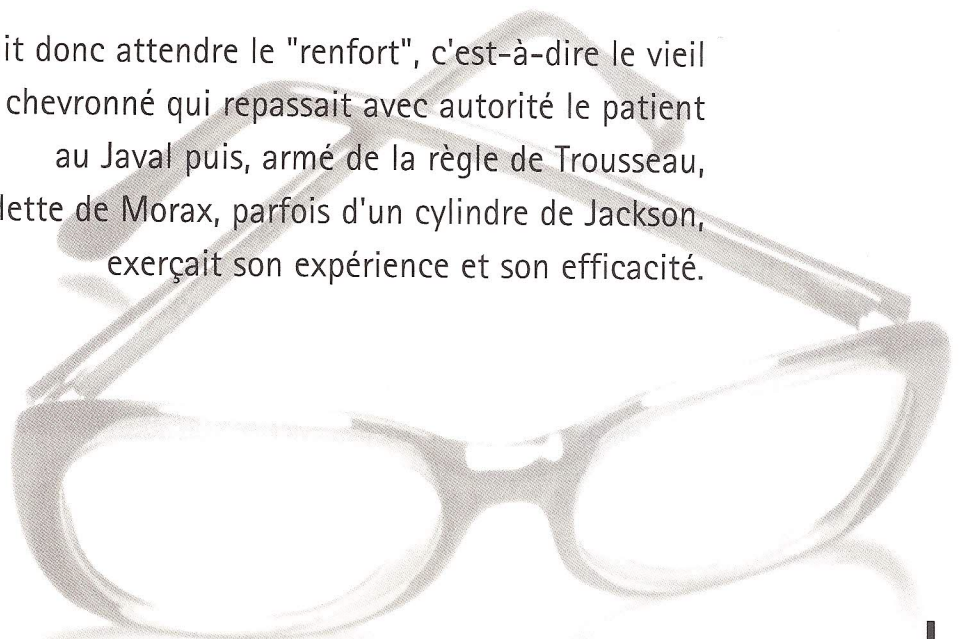 it donc attendre le "renfort", c'est-à-dire le vieil
chevronné qui repassait avec autorité le patient
au Javal puis, armé de la règle de Trousseau,
lette de Morax, parfois d'un cylindre de Jackson,
exerçait son expérience et son efficacité.